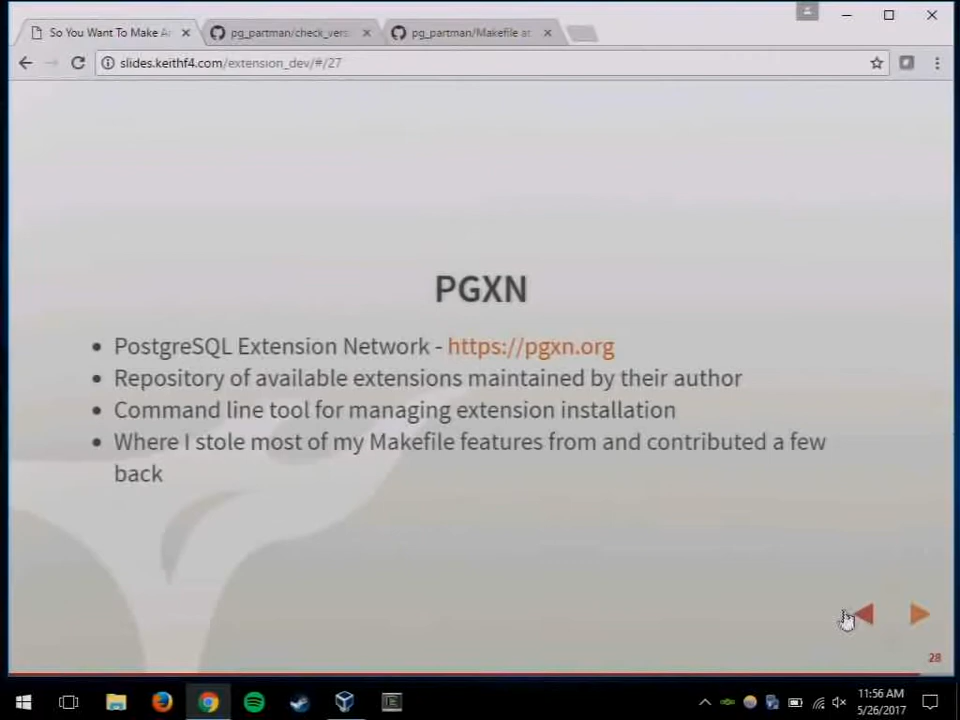 So You Want To Make A
pg_partman/check_vers
pg_partman/Makefile at
slides.keithf4.com/extension_dev/#/27
PGXN
PostgreSQL Extension Network - https://pgxn.org
Repository of available extensions maintained by their author
Command line tool for managing extension installation
Where I stole most of my Makefile features from and contributed a few
back
28
11:56 AM
5/26/2017